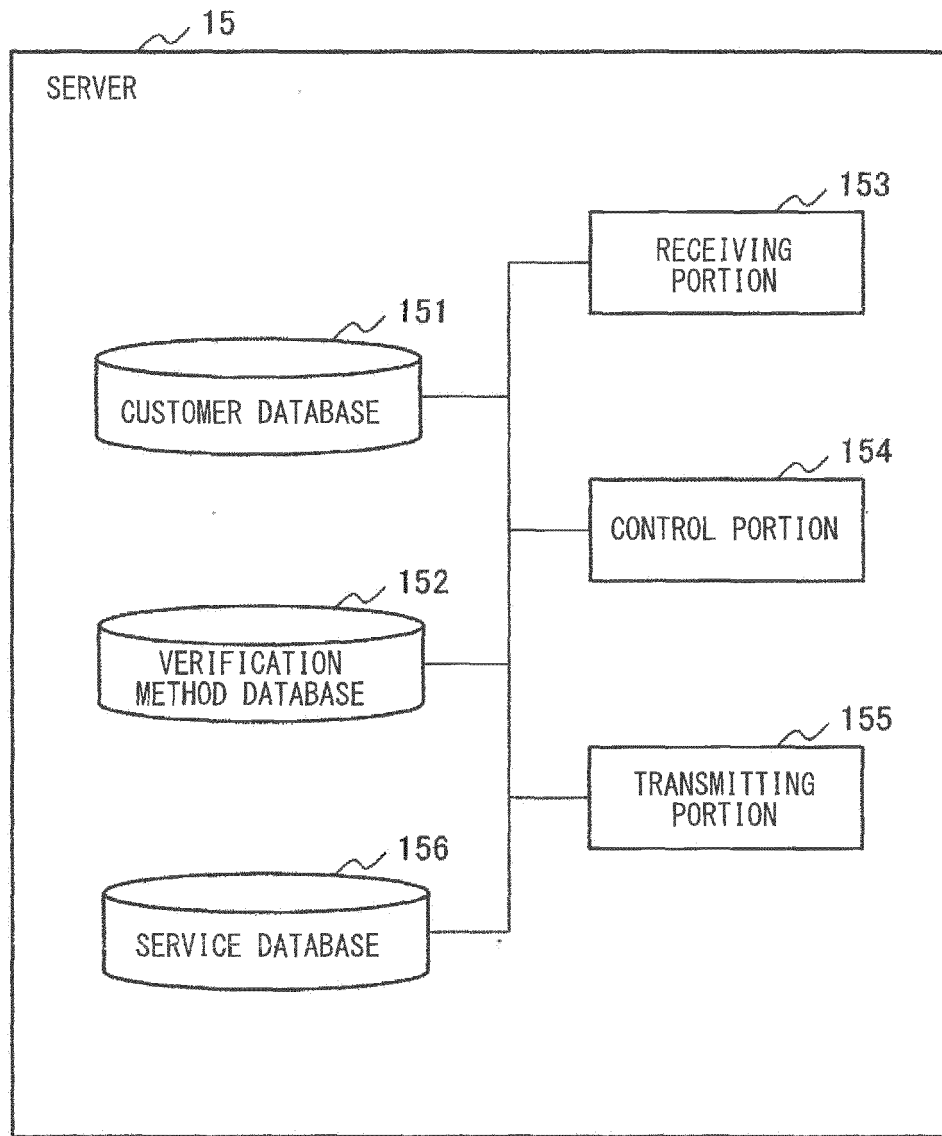 15
SERVER
153
RECEIVING
PORTION
151
CUSTOMER DATABASE
154
CONTROL PORTION
152
VERIFICATION
METHOD DATABASE
155
TRANSMITTING
PORTION
156
SERVICE DATABASE